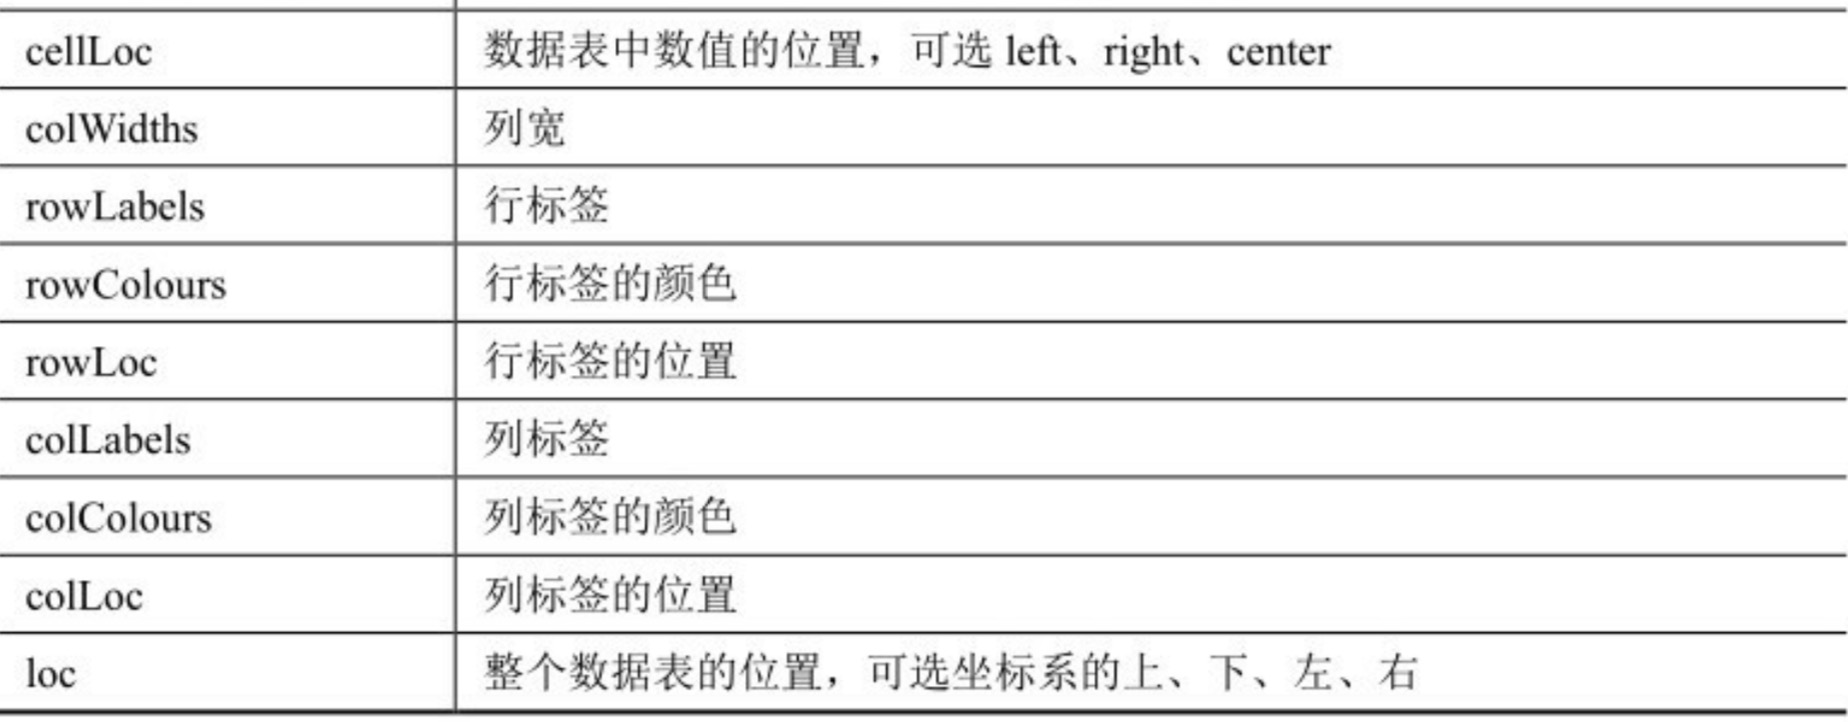 cellLoc 数据表中数值的位置，可选 left、right、center
colWidths 列宽
rowLabels 行标签
rowColours 行标签的颜色
rowLoc 行标签的位置
colLabels 列标签
colColours 列标签的颜色
colLoc 列标签的位置
loc 整个数据表的位置，可选坐标系的上、下、左、右